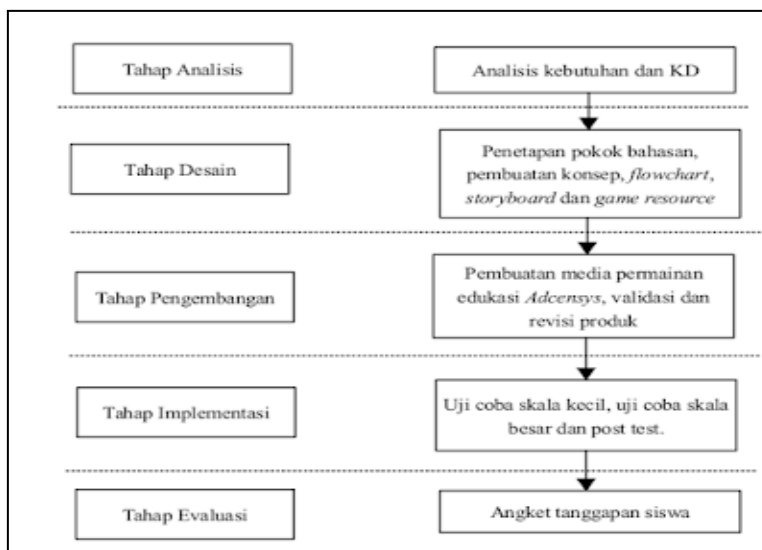 Tahap Analisis
Analisis kebutuhan dan KD
Tahap Desain
Penetapan pokok bahasan,
pembuatan konsep, flowchart,
storyboard dan game resource
Tahap Pengembangan
Pembuatan media permainan
edukasi Adcensys, validasi dan
revisi produk
Tahap Implementasi
Uji coba skala kecil, uji coba skala
besar dan post test.
Tahap Evaluasi
Angket tanggapan siswa